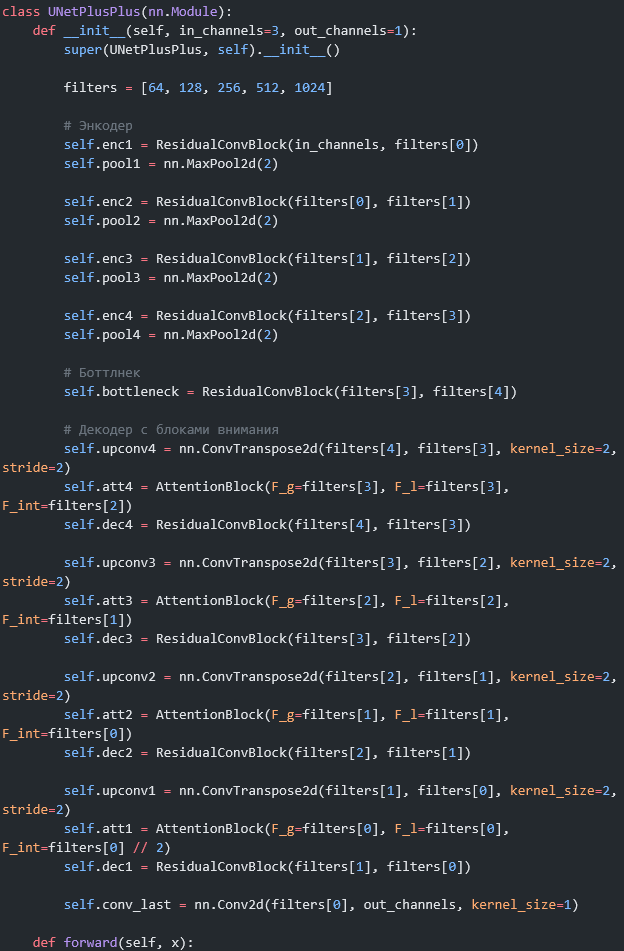 class UNetPlusPlus(nn.Module):
    def __init__(self, in_channels=3, out_channels=1):
        super(UNetPlusPlus, self).__init__()

        filters = [64, 128, 256, 512, 1024]

        # Энкодер
        self.enc1 = ResidualConvBlock(in_channels, filters[0])
        self.pool1 = nn.MaxPool2d(2)

        self.enc2 = ResidualConvBlock(filters[0], filters[1])
        self.pool2 = nn.MaxPool2d(2)

        self.enc3 = ResidualConvBlock(filters[1], filters[2])
        self.pool3 = nn.MaxPool2d(2)

        self.enc4 = ResidualConvBlock(filters[2], filters[3])
        self.pool4 = nn.MaxPool2d(2)

        # Боттлнек
        self.bottleneck = ResidualConvBlock(filters[3], filters[4])

        # Декодер с блоками внимания
        self.upconv4 = nn.ConvTranspose2d(filters[4], filters[3], kernel_size=2,
stride=2)
        self.att4 = AttentionBlock(F_g=filters[3], F_l=filters[3],
F_int=filters[2])
        self.dec4 = ResidualConvBlock(filters[4], filters[3])

        self.upconv3 = nn.ConvTranspose2d(filters[3], filters[2], kernel_size=2,
stride=2)
        self.att3 = AttentionBlock(F_g=filters[2], F_l=filters[2],
F_int=filters[1])
        self.dec3 = ResidualConvBlock(filters[3], filters[2])

        self.upconv2 = nn.ConvTranspose2d(filters[2], filters[1], kernel_size=2,
stride=2)
        self.att2 = AttentionBlock(F_g=filters[1], F_l=filters[1],
F_int=filters[0])
        self.dec2 = ResidualConvBlock(filters[2], filters[1])

        self.upconv1 = nn.ConvTranspose2d(filters[1], filters[0], kernel_size=2,
stride=2)
        self.att1 = AttentionBlock(F_g=filters[0], F_l=filters[0],
F_int=filters[0] // 2)
        self.dec1 = ResidualConvBlock(filters[1], filters[0])

        self.conv_last = nn.Conv2d(filters[0], out_channels, kernel_size=1)

    def forward(self, x):